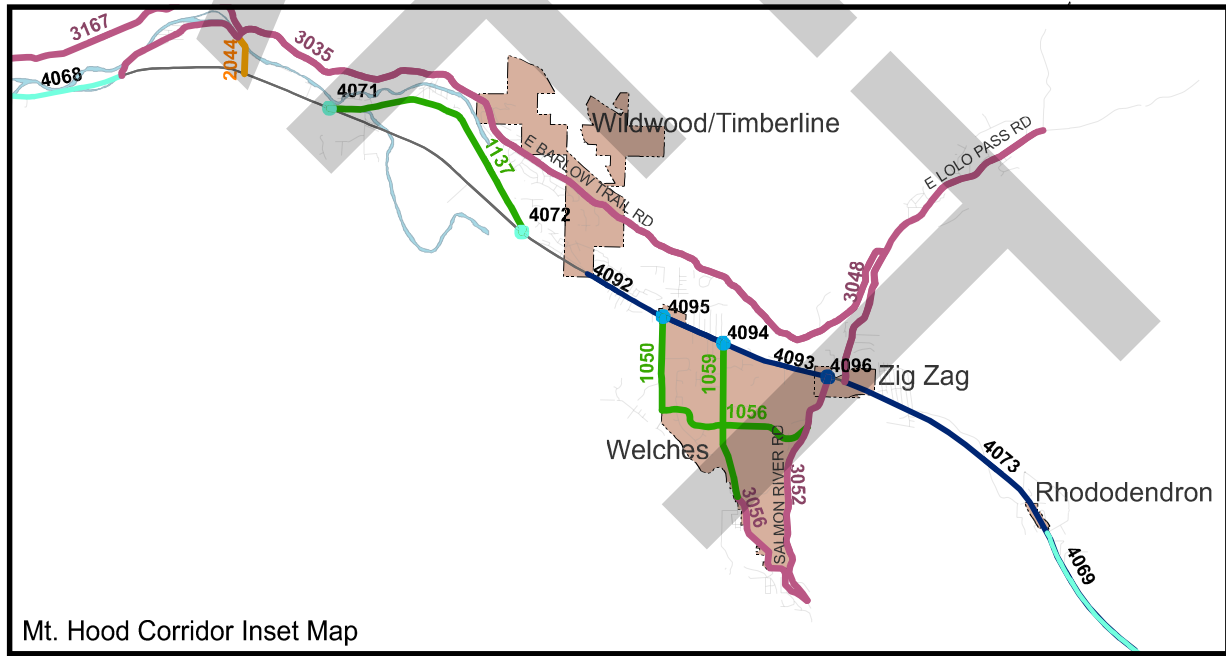 3167
3035
2044
4068
4071
Wildwood/Timberline
1137
E BARLOW TRAIL RD
E LOLO PASS RD
4072
4092
3048
4095
4094
1050
1059
4093
4096
Zig Zag
1056
Welches
SALMON RIVER RD
3052
3056
4073
Rhododendron
4069
Mt. Hood Corridor Inset Map